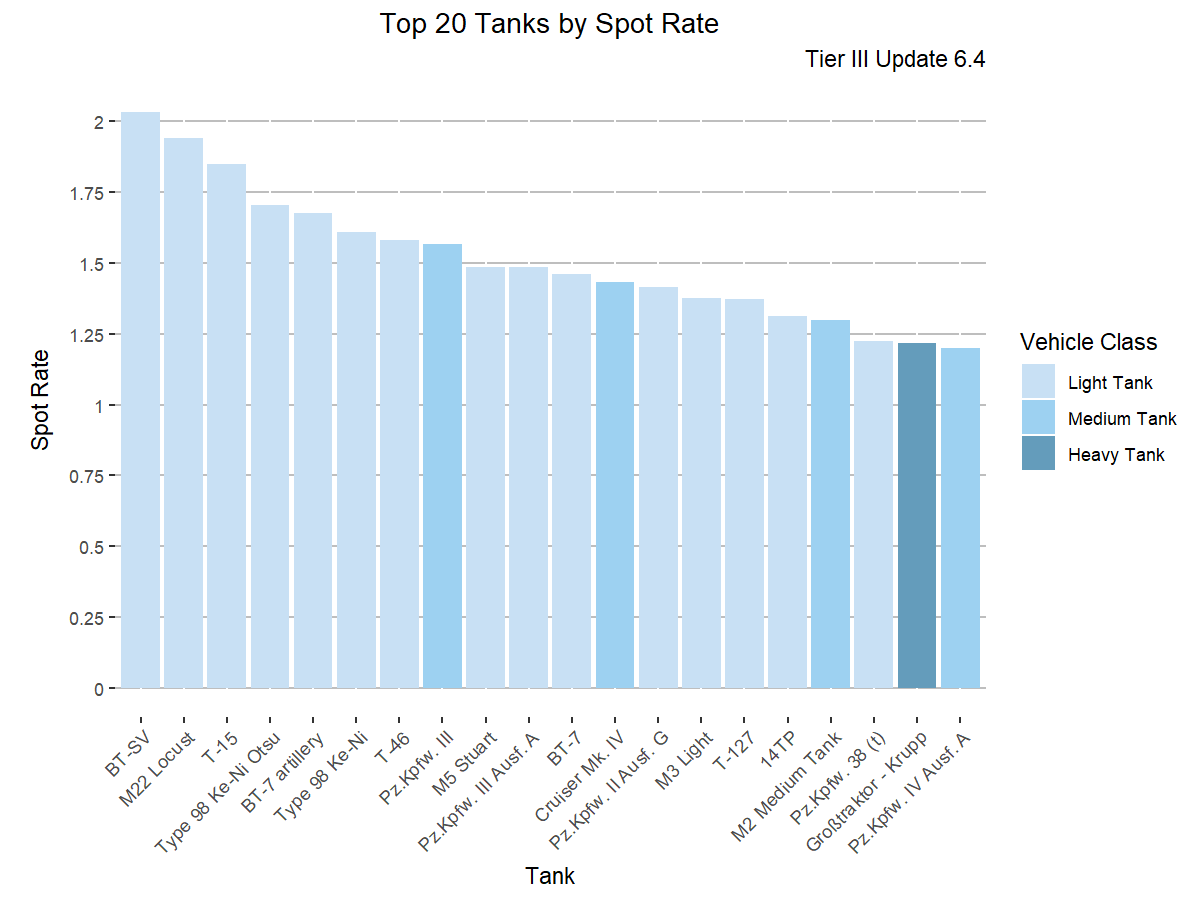 Top 20 Tanks by Spot Rate
Tier III Update 6.4
Spot Rate
2
1.75
1.5
1.25
1
0.75
0.5
0.25
0
BT-SV
M22 Locust
T-15
Type 98 Ke-Ni Otsu
BT-7 artillery
Type 98 Ke-Ni
T-46
Pz.Kpfw. III
M5 Stuart
Pz.Kpfw. III Ausf. A
BT-7
Cruiser Mk. IV
Pz.Kpfw. II Ausf. G
M3 Light
T-127
14TP
M2 Medium Tank
Pz.Kpfw. 38 (t)
Großtraktor - Krupp
Pz.Kpfw. IV Ausf. A
Tank
Vehicle Class
Light Tank
Medium Tank
Heavy Tank